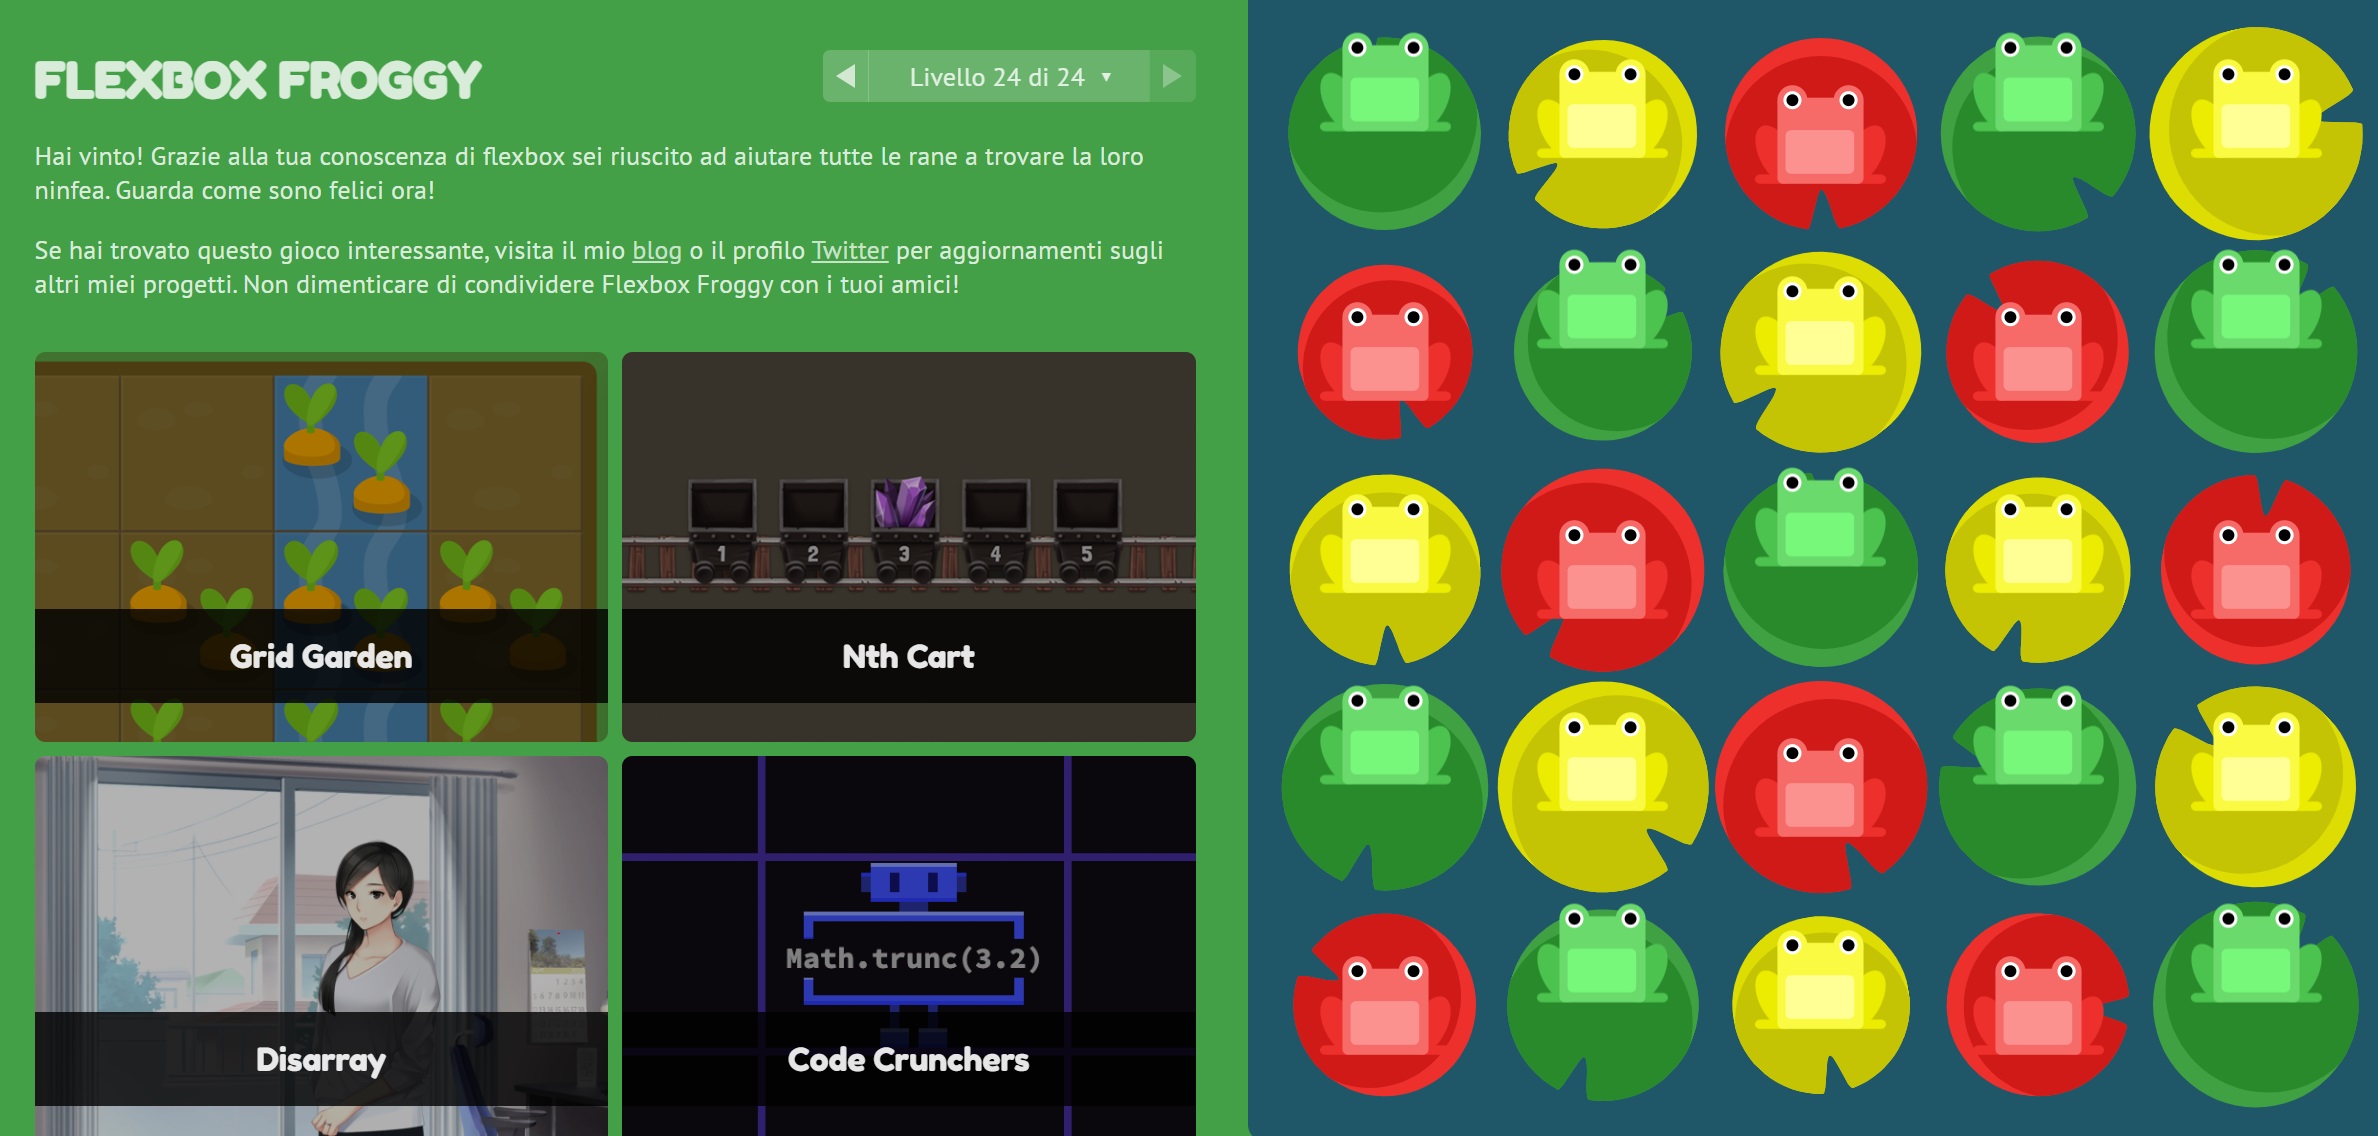 FLEXBOX FROGGY
Livello 24 di 24 ▼
Hai vinto! Grazie alla tua conoscenza di flexbox sei riuscito ad aiutare tutte le rane a trovare la loro
ninfea. Guarda come sono felici ora!
Se hai trovato questo gioco interessante, visita il mio blog o il profilo Twitter per aggiornamenti sugli
altri miei progetti. Non dimenticare di condividere Flexbox Froggy con i tuoi amici!
1 2 3 4 5
Grid Garden
Nth Cart
Math.trunc(3.2)
Disarray
Code Crunchers